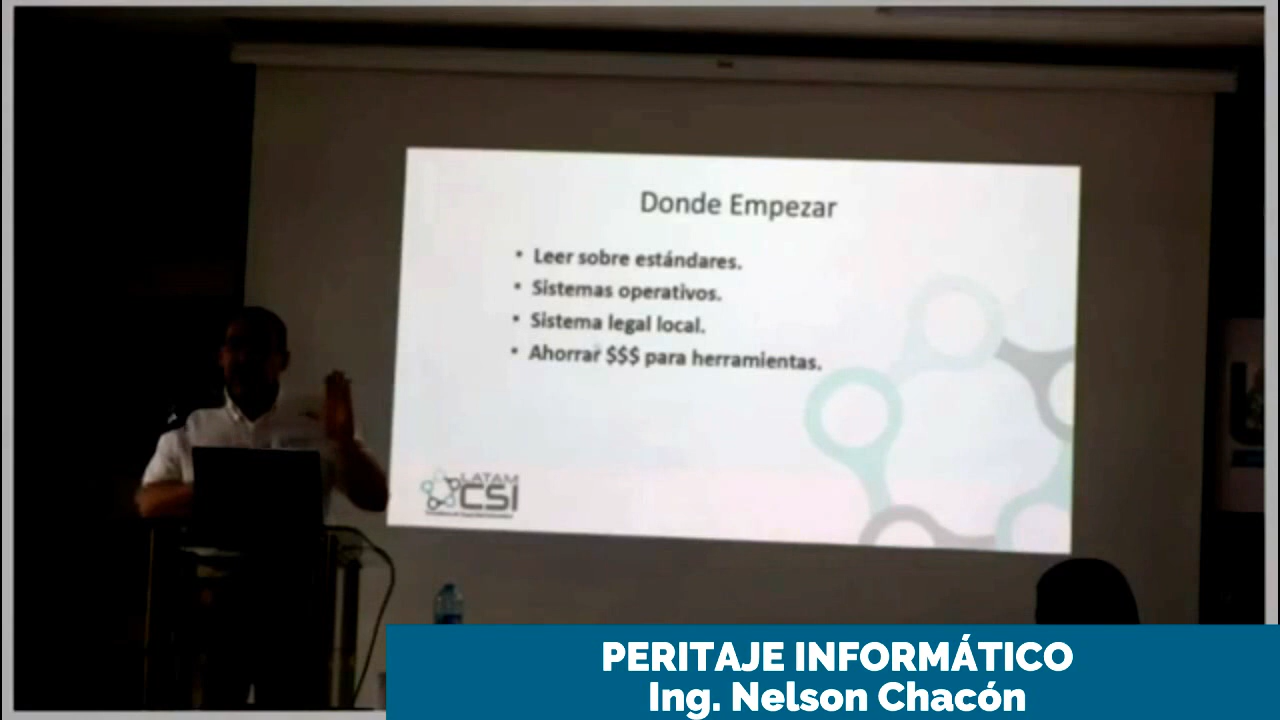 Donde Empezar
• Leer sobre estándares.
• Sistemas operativos.
• Sistema legal local.
• Ahorrar $$$ para herramientas.
LATAM
CSI
PERITAJE INFORMÁTICO
Ing. Nelson Chacón